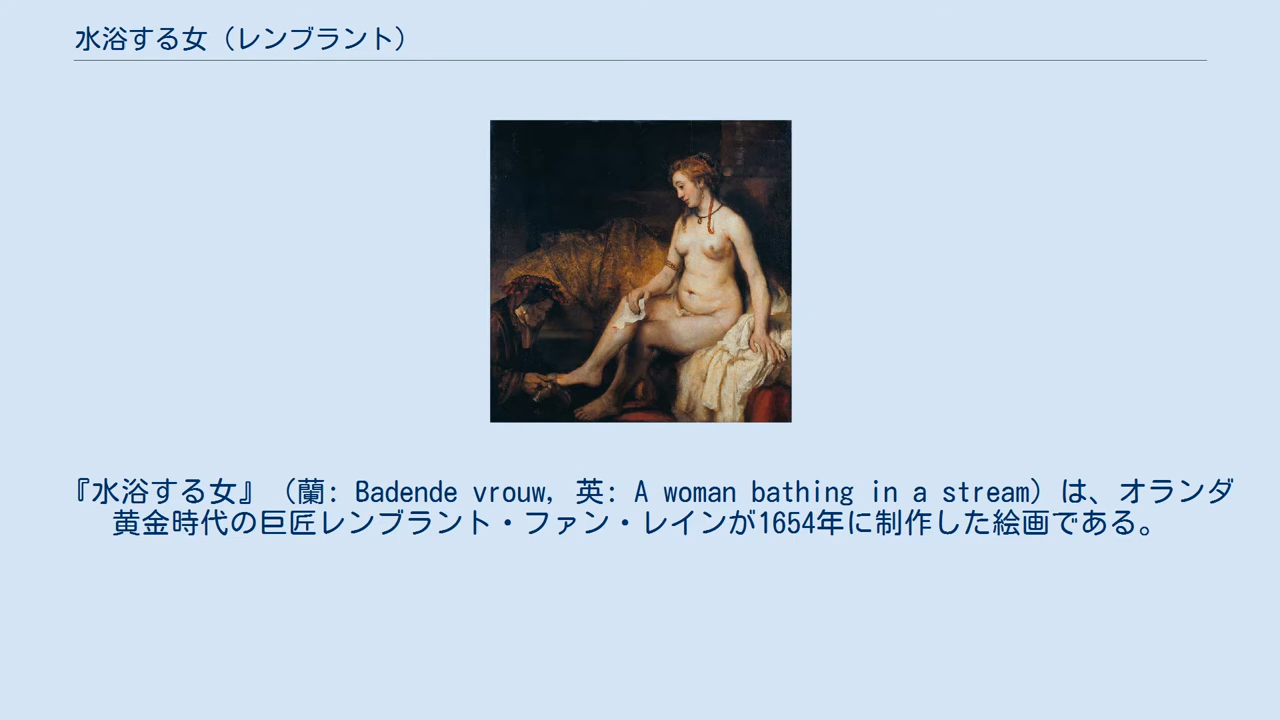 水浴する女（レンブラント）
『水浴する女』（蘭: Badende vrouw, 英: A woman bathing in a stream）は、オランダ
黄金時代の巨匠レンブラント・ファン・レインが1654年に制作した絵画である。